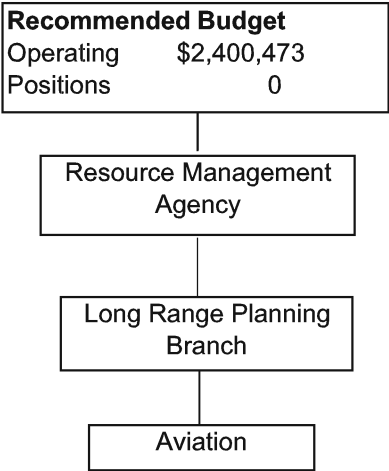 Recommended Budget
Operating $2,400,473
Positions 0
Resource Management
Agency
Long Range Planning
Branch
Aviation